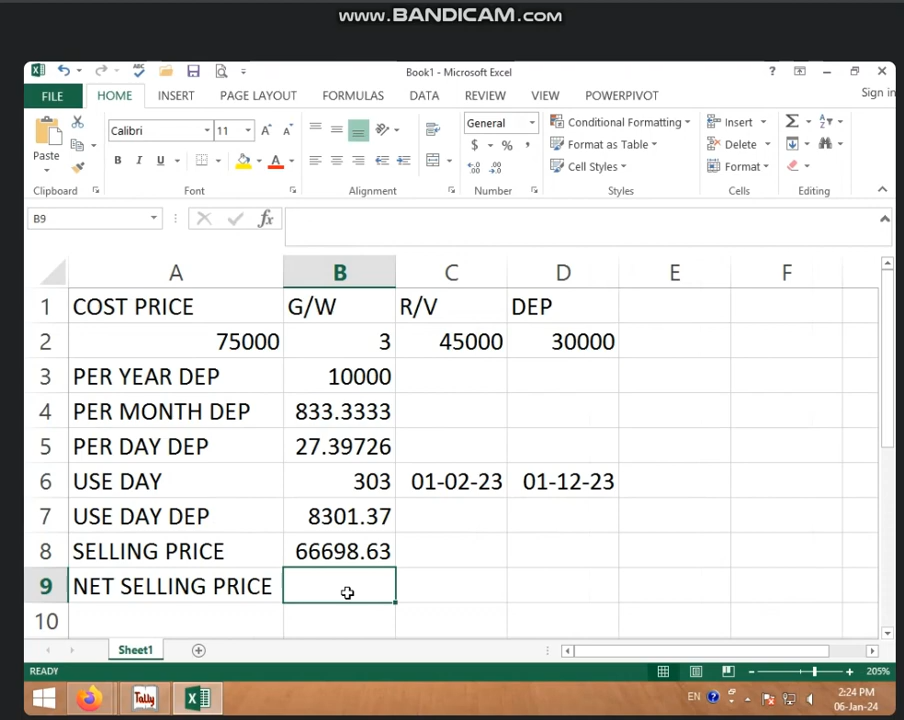 www.BANDICAM.com
Book1 - Microsoft Excel
FILE HOME INSERT PAGE LAYOUT FORMULAS DATA REVIEW VIEW POWERPIVOT Sign in
Calibri 11 General Conditional Formatting Insert
Format as Table Delete
Paste Cell Styles Format
Clipboard Font Alignment Number Styles Cells Editing
B9 fx
A B C D E F
1 COST PRICE G/W R/V DEP
2 75000 3 45000 30000
3 PER YEAR DEP 10000
4 PER MONTH DEP 833.3333
5 PER DAY DEP 27.39726
6 USE DAY 303 01-02-23 01-12-23
7 USE DAY DEP 8301.37
8 SELLING PRICE 66698.63
9 NET SELLING PRICE
10
Sheet1
READY 205%
Tally EN 2:24 PM
06-Jan-24